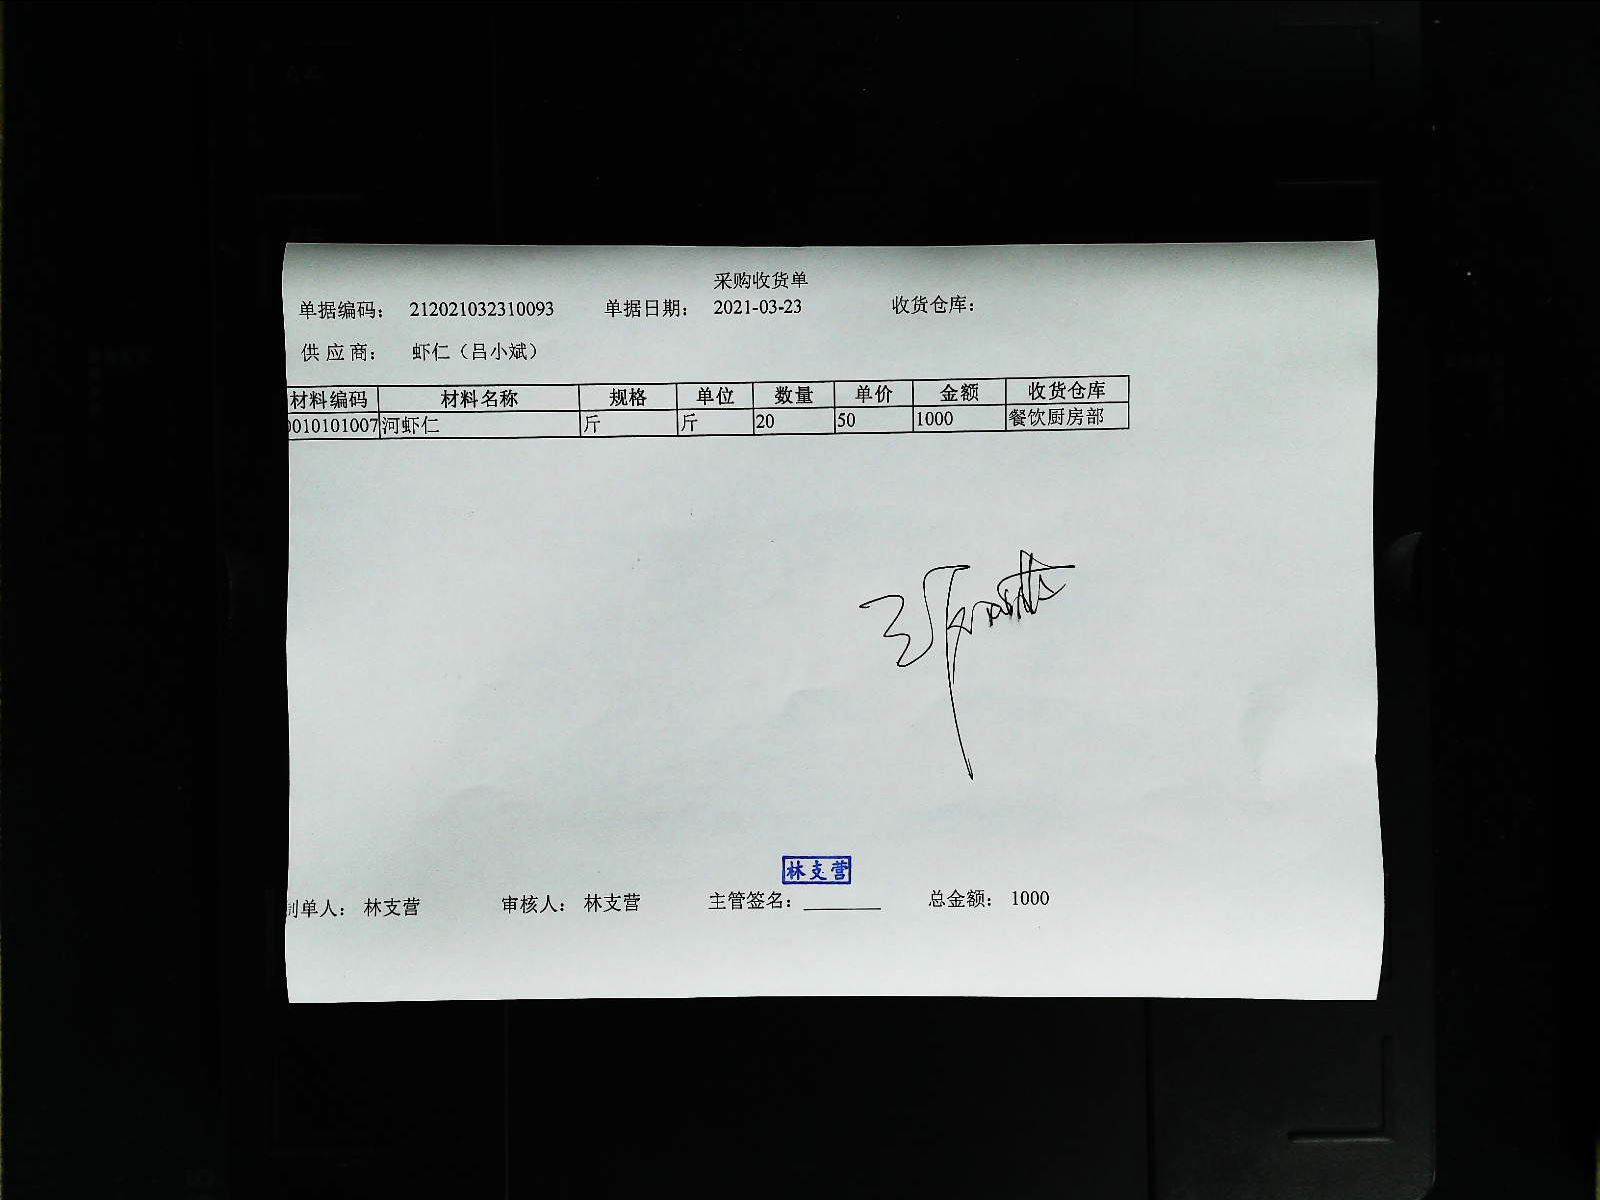 采购收货单
单据编码： 212021032310093 单据日期： 2021-03-23 收货仓库：
供 应 商： 虾仁（吕小斌）
材料编码 材料名称 规格 单位 数量 单价 金额 收货仓库
0010101007 河虾仁 斤 斤 20 50 1000 餐饮厨房部
林支营
制单人： 林支营 审核人： 林支营 主管签名：________ 总金额： 1000